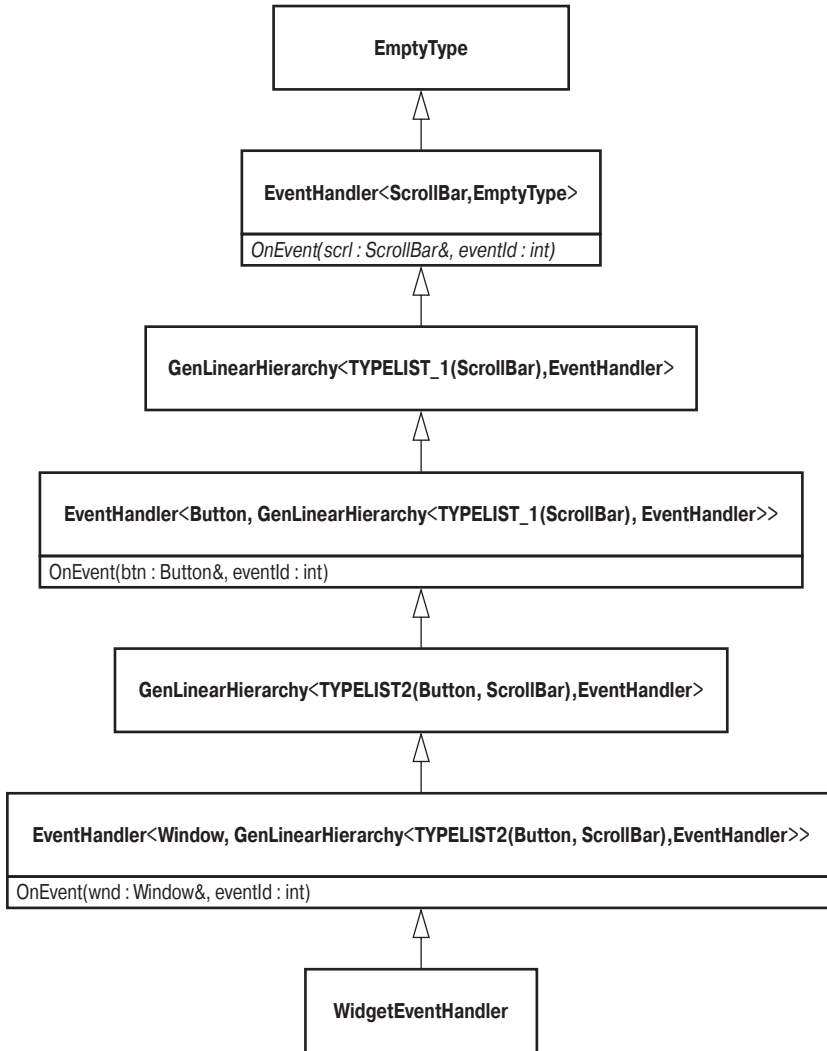 EmptyType
EventHandler<ScrollBar,EmptyType>
OnEvent(scrl : ScrollBar&, eventId : int)
GenLinearHierarchy<TYPELIST_1(ScrollBar),EventHandler>
EventHandler<Button, GenLinearHierarchy<TYPELIST_1(ScrollBar), EventHandler>>
OnEvent(btn : Button&, eventId : int)
GenLinearHierarchy<TYPELIST2(Button, ScrollBar),EventHandler>
EventHandler<Window, GenLinearHierarchy<TYPELIST2(Button, ScrollBar),EventHandler>>
OnEvent(wnd : Window&, eventId : int)
WidgetEventHandler